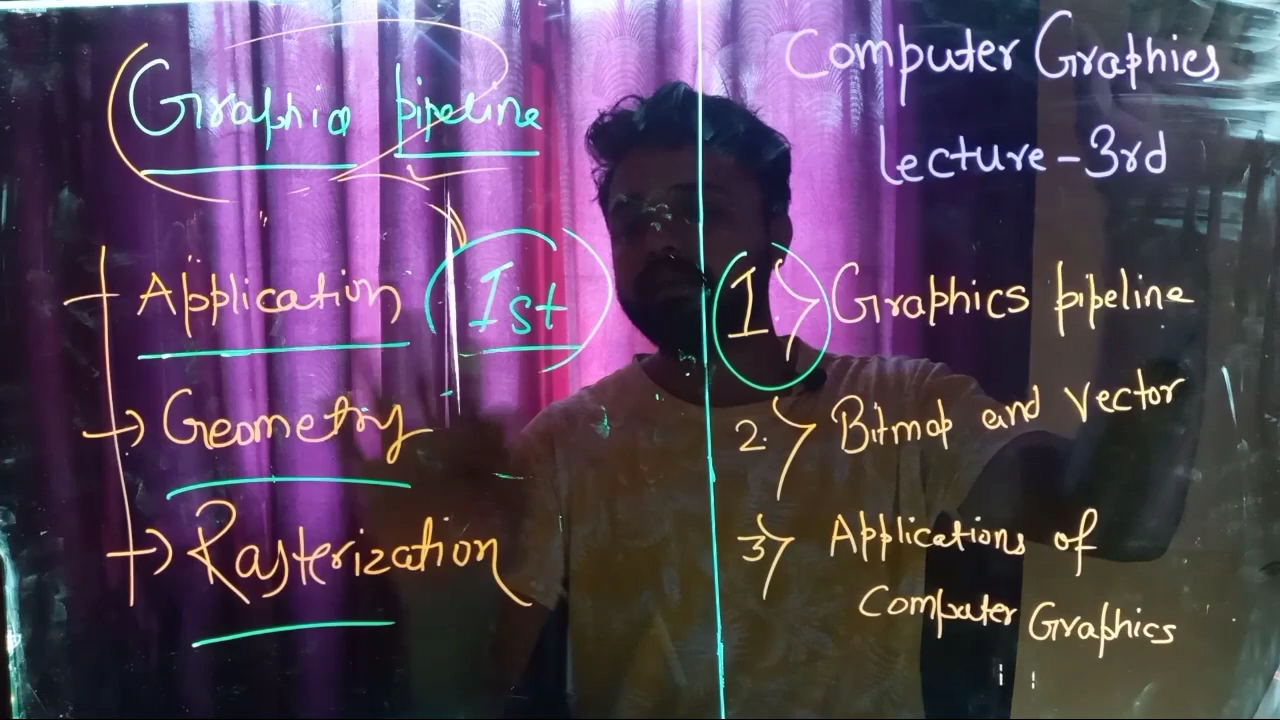 Graphic pipeline
Application Ist
Geometry
Rasterization
Computer Graphics
Lecture-3rd
1. Graphics pipeline
2. Bitmap and Vector
3 Applications of
Computer Graphics